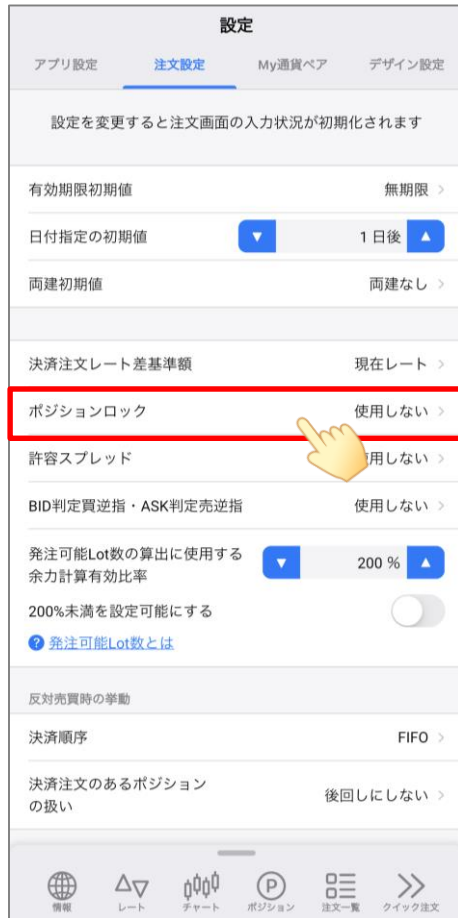 設定
アプリ設定 注文設定 My通貨ペア デザイン設定
設定を変更すると注文画面の入力状況が初期化されます
有効期限初期値 無期限
日付指定の初期値 1日後
両建初期値 両建なし
決済注文レート差基準額 現在レート
ポジションロック 使用しない
許容スプレッド 用しない
BID判定買逆指・ASK判定売逆指 使用しない
発注可能Lot数の算出に使用する
余力計算有効比率 200 %
200%未満を設定可能にする
? 発注可能Lot数とは
反対売買時の挙動
決済順序 FIFO
決済注文のあるポジション
の扱い 後回しにしない
P
情報 レート チャート ポジション 注文一覧 クイック注文